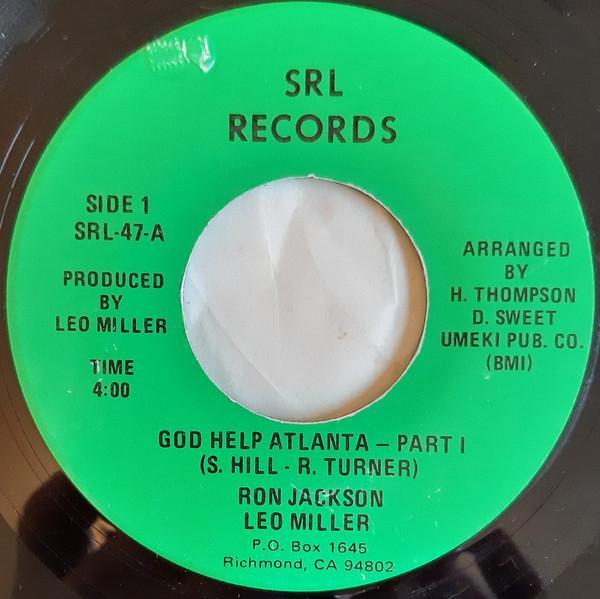 SRL
RECORDS
SIDE 1
SRL-47-A
PRODUCED
BY
LEO MILLER
TIME
4:00
ARRANGED
BY
H. THOMPSON
D. SWEET
UMEKI PUB. CO.
(BMI)
GOD HELP ATLANTA – PART I
(S. HILL - R. TURNER)
RON JACKSON
LEO MILLER
P.O. Box 1645
Richmond, CA 94802